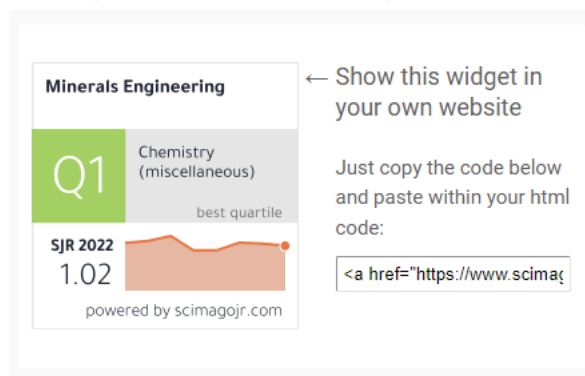 Minerals Engineering
Q1
Chemistry
(miscellaneous)
best quartile
SJR 2022
1.02
powered by scimagojr.com
← Show this widget in
your own website
Just copy the code below
and paste within your html
code:
<a href="https://www.scimag